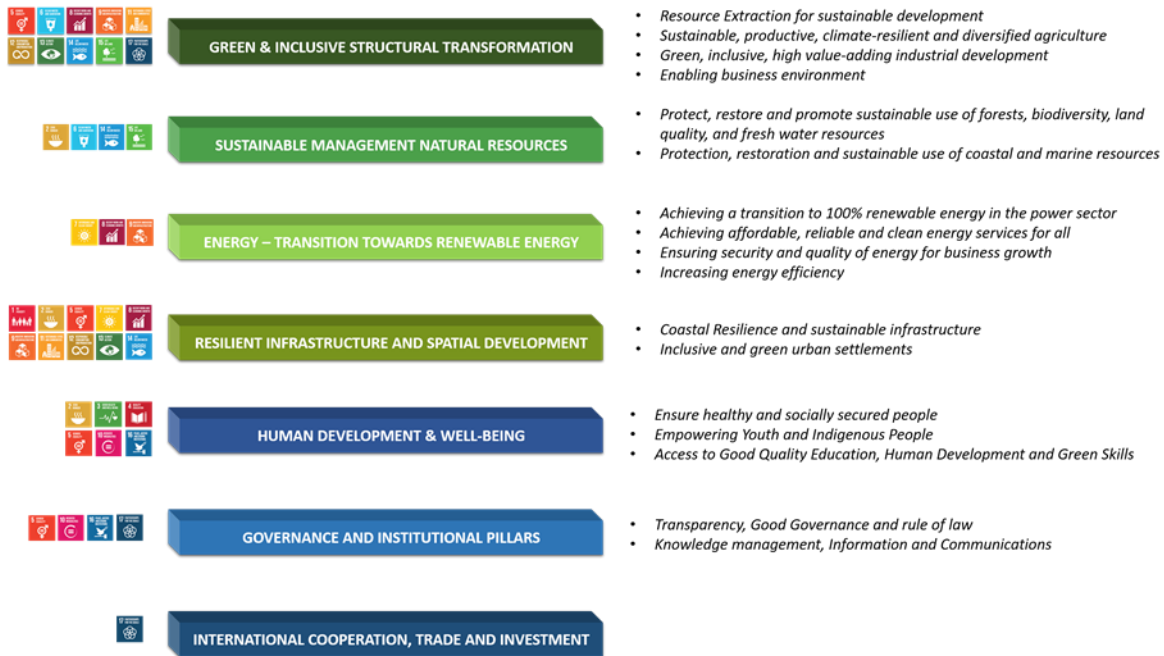 GREEN & INCLUSIVE STRUCTURAL TRANSFORMATION
• Resource Extraction for sustainable development
• Sustainable, productive, climate-resilient and diversified agriculture
• Green, inclusive, high value-adding industrial development
• Enabling business environment
SUSTAINABLE MANAGEMENT NATURAL RESOURCES
• Protect, restore and promote sustainable use of forests, biodiversity, land
quality, and fresh water resources
• Protection, restoration and sustainable use of coastal and marine resources
ENERGY – TRANSITION TOWARDS RENEWABLE ENERGY
• Achieving a transition to 100% renewable energy in the power sector
• Achieving affordable, reliable and clean energy services for all
• Ensuring security and quality of energy for business growth
• Increasing energy efficiency
RESILIENT INFRASTRUCTURE AND SPATIAL DEVELOPMENT
• Coastal Resilience and sustainable infrastructure
• Inclusive and green urban settlements
HUMAN DEVELOPMENT & WELL-BEING
• Ensure healthy and socially secured people
• Empowering Youth and Indigenous People
• Access to Good Quality Education, Human Development and Green Skills
GOVERNANCE AND INSTITUTIONAL PILLARS
• Transparency, Good Governance and rule of law
• Knowledge management, Information and Communications
INTERNATIONAL COOPERATION, TRADE AND INVESTMENT